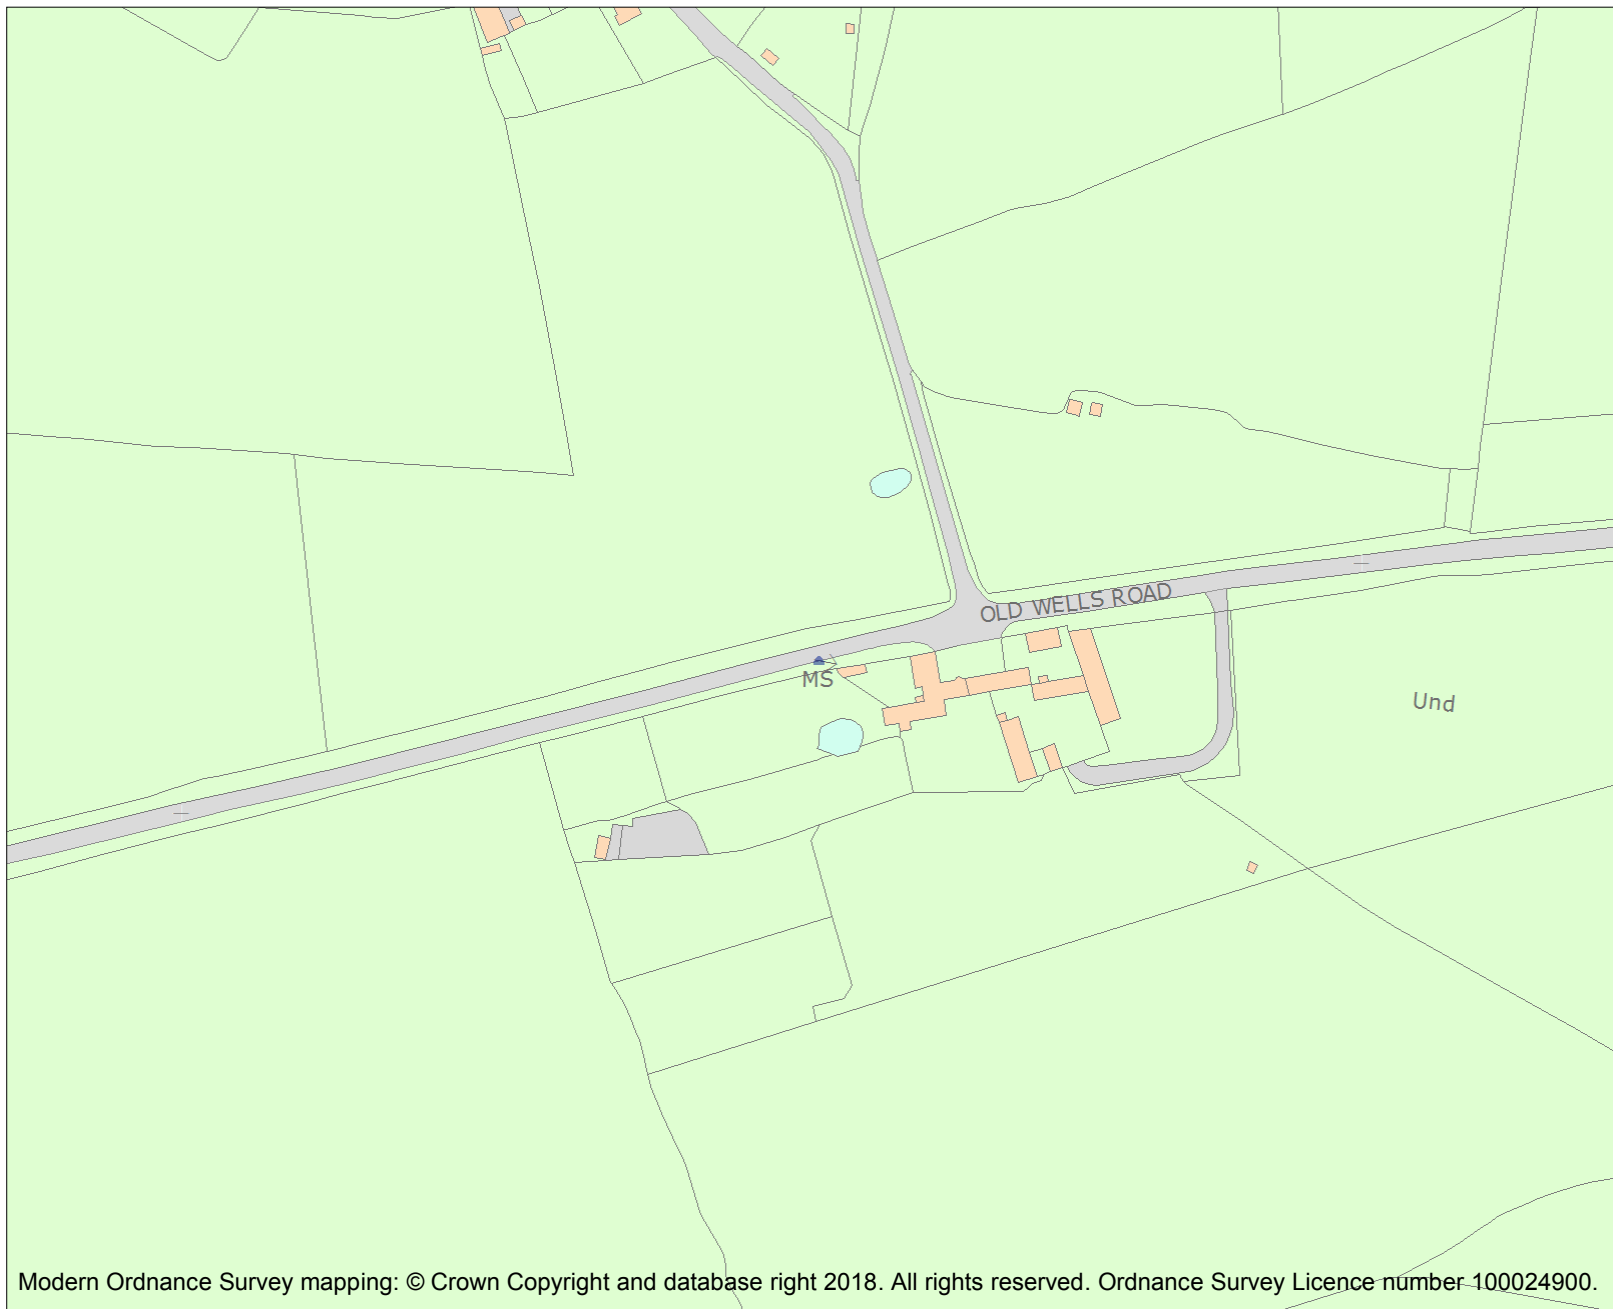 OLD WELLS ROAD
MS
Und
Modern Ordnance Survey mapping: © Crown Copyright and database right 2018. All rights reserved. Ordnance Survey Licence number 100024900.